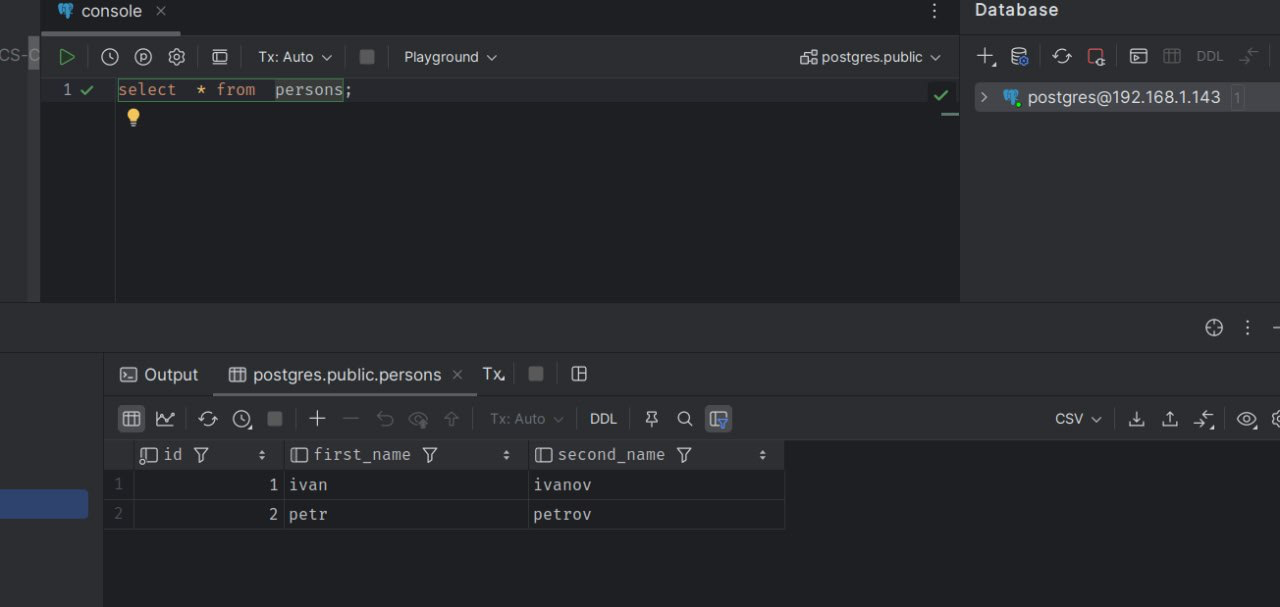 console
Database
CS-C
Tx: Auto
Playground
postgres.public
DDL
1 select * from persons;
postgres@192.168.1.143 1
Output
postgres.public.persons
Tx
Tx: Auto
DDL
CSV
id first_name second_name
1 1 ivan ivanov
2 2 petr petrov